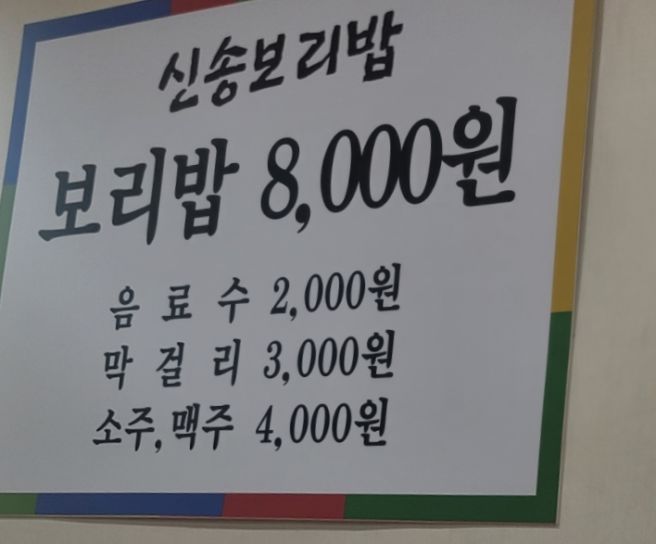 신송보리밥
보리밥 8,000원
음료수 2,000원
막걸리 3,000원
소주,맥주 4,000원